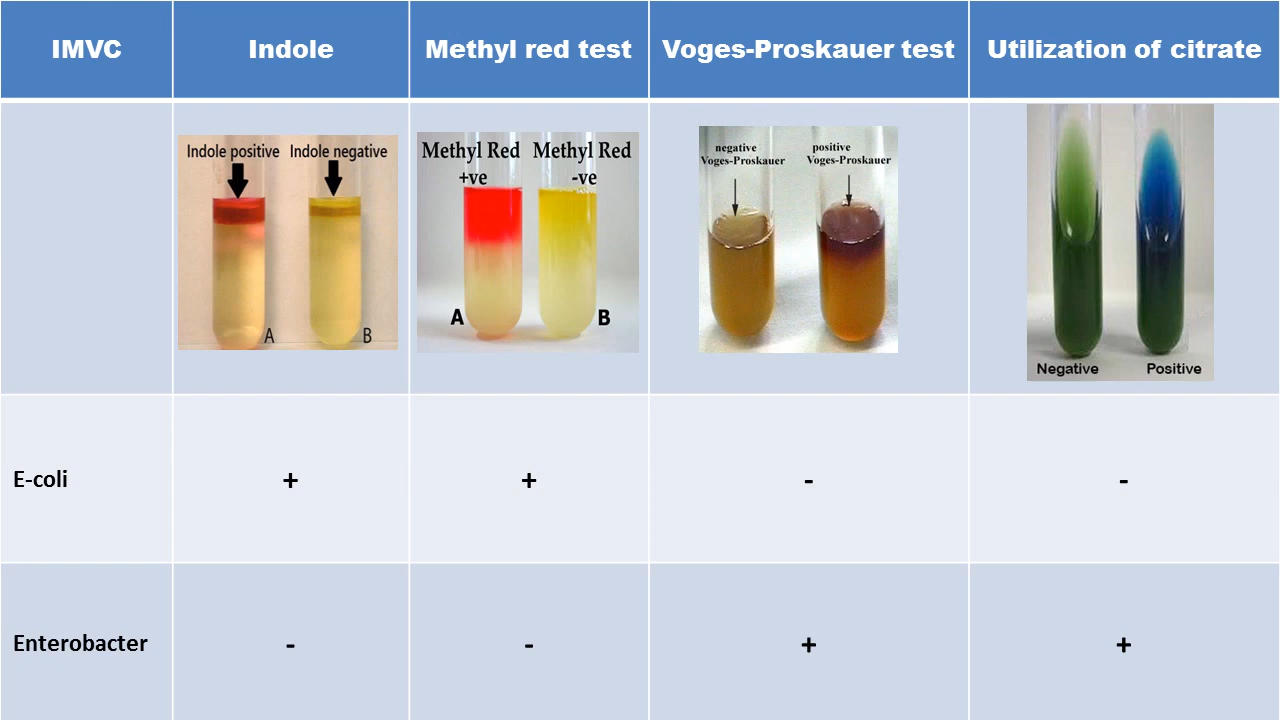 IMVC
Indole
Methyl red test
Voges-Proskauer test
Utilization of citrate
Indole positive
Indole negative
A
B
Methyl Red
+ve
Methyl Red
-ve
A
B
negative
Voges-Proskauer
positive
Voges-Proskauer
Negative
Positive
E-coli
+
+
-
-
Enterobacter
-
-
+
+